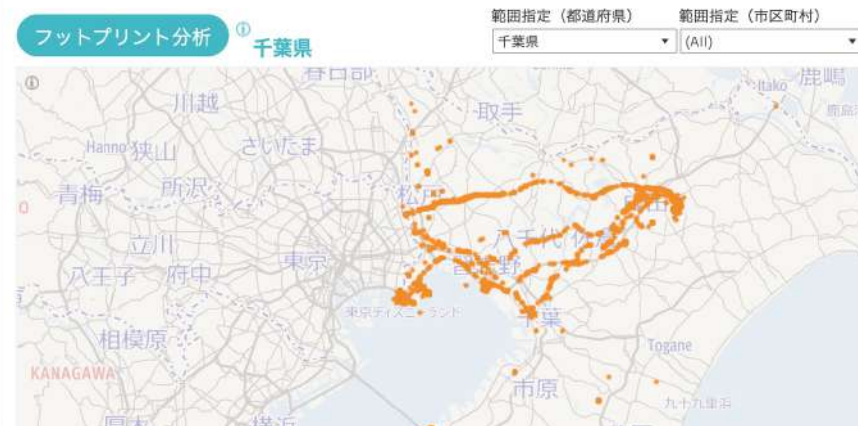 範囲指定（都道府県）
範囲指定（市区町村）
フットプリント分析
千葉県
千葉県
(All)
春日部
川越
取手
Itako
鹿嶋
Hanno
狭山
さいたま
青梅
所沢
松戸
立川
東京
八千代
八王子
府中
習志野
東京ディズニーランド
千葉
相模原
Togane
KANAGAWA
市原
九十九里浜
厚木
横浜